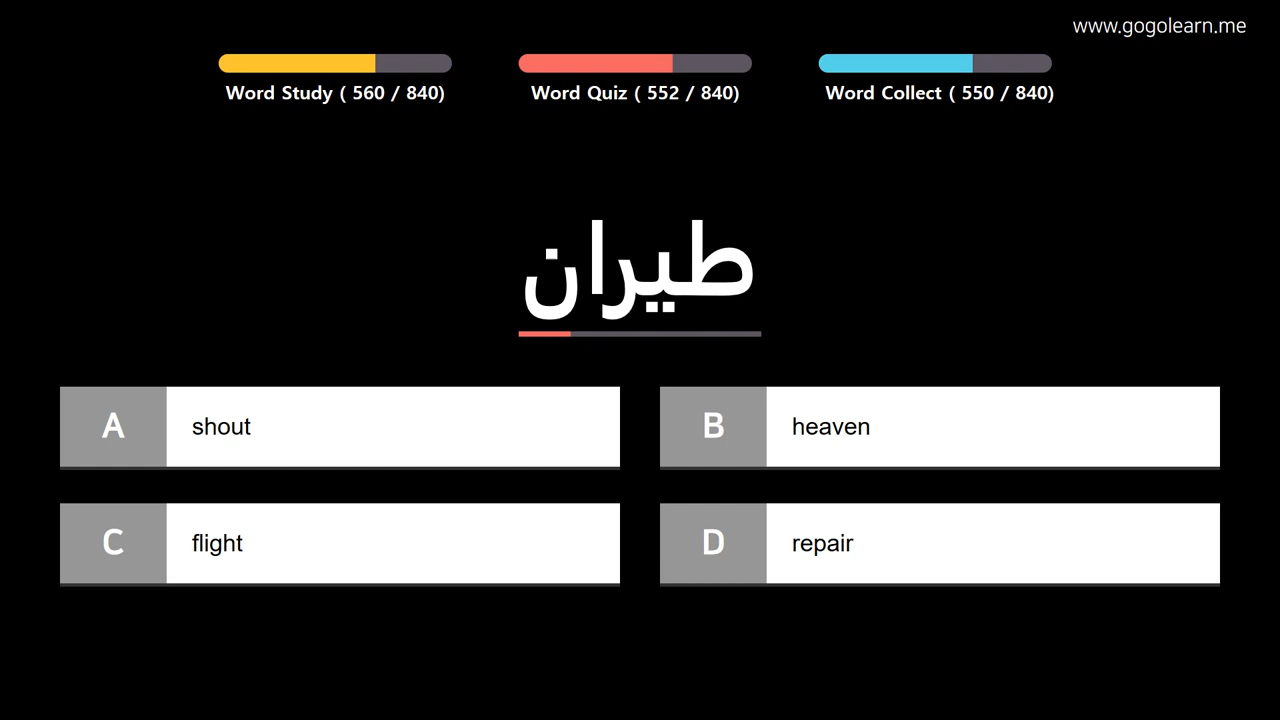 www.gogolearn.me
Word Study ( 560 / 840)
Word Quiz ( 552 / 840)
Word Collect ( 550 / 840)
طيران
A shout
B heaven
C flight
D repair